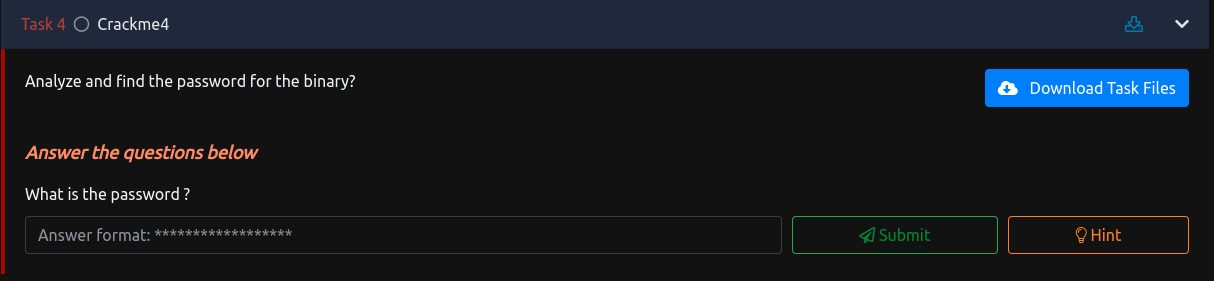 Task 4 Crackme4
Analyze and find the password for the binary?
Download Task Files
Answer the questions below
What is the password ?
Answer format: ******************
Submit
Hint